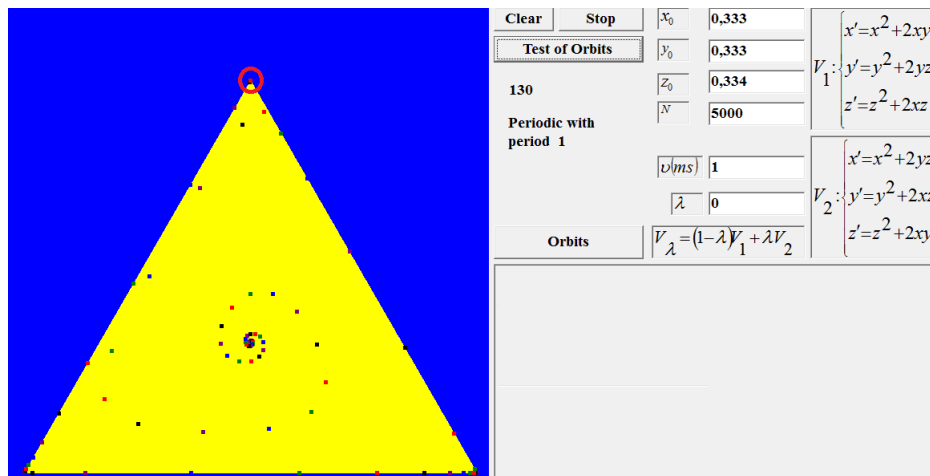 Clear Stop
Test of Orbits
130
Periodic with
period 1
Orbits
x₀ 0,333
y₀ 0,333
z₀ 0,334
N 5000
υ(ms) 1
λ 0
V_λ=(1−λ)V₁+λV₂
V₁:
x′=x²+2xy
y′=y²+2yz
z′=z²+2xz
V₂:
x′=x²+2yz
y′=y²+2xz
z′=z²+2xy